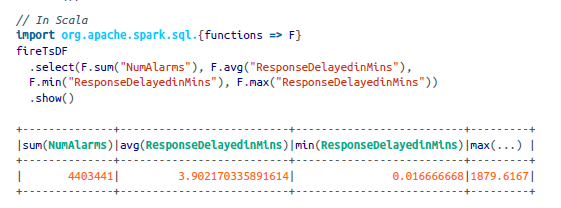 // In Scala
import org.apache.spark.sql.{functions => F}
fireTsDF
  .select(F.sum("NumAlarms"), F.avg("ResponseDelayedinMins"),
  F.min("ResponseDelayedinMins"), F.max("ResponseDelayedinMins"))
  .show()

+--------------+--------------------------+--------------------------+---------+
|sum(NumAlarms)|avg(ResponseDelayedinMins)|min(ResponseDelayedinMins)|max(...) |
+--------------+--------------------------+--------------------------+---------+
|       4403441|         3.902170335891614|               0.016666668|1879.6167|
+--------------+--------------------------+--------------------------+---------+